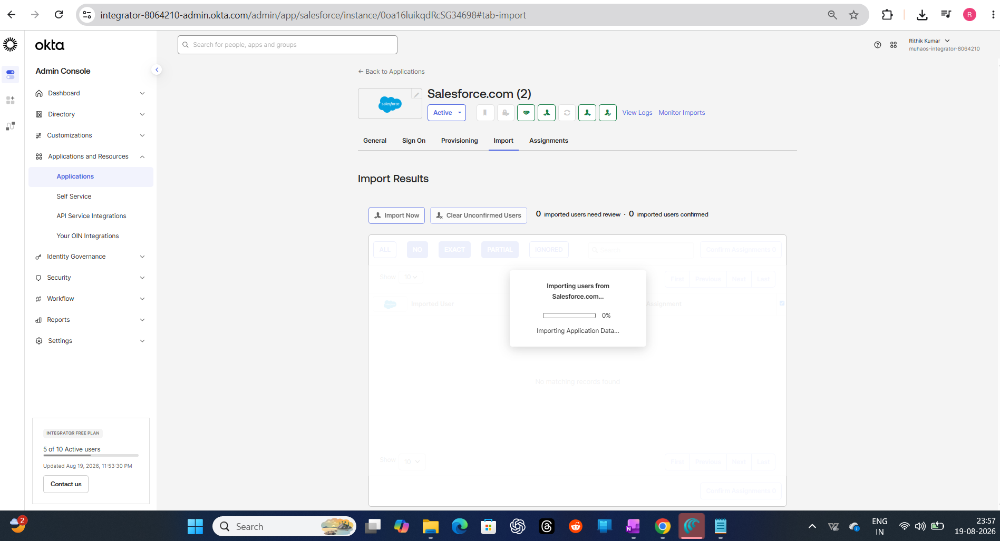 integrator-8064210-admin.okta.com/admin/app/salesforce/instance/0oa16luikqdRcSG34698#tab-import
R
okta
Search for people, apps and groups
Rithik Kumar
muhaos-integrator-8064210
Admin Console
Dashboard
Directory
Customizations
Applications and Resources
Applications
Self Service
API Service Integrations
Your OIN Integrations
Identity Governance
Security
Workflow
Reports
Settings
INTEGRATOR FREE PLAN
5 of 10 Active users
Updated Aug 19, 2026, 11:53:30 PM
Contact us
← Back to Applications
salesforce
Salesforce.com (2)
Active
View Logs Monitor Imports
General Sign On Provisioning Import Assignments
Import Results
Import Now Clear Unconfirmed Users 0 imported users need review · 0 imported users confirmed
ALL NO EXACT PARTIAL IGNORED Search Confirm Assignments 0
Show 10 First Previous Next Last
Imported User Assignment
Importing users from
Salesforce.com...
0%
Importing Application Data...
No matching records found
Show 10 First Previous Next Last
Confirm Assignments 0
2
Search
N
ENG
IN
23:57
19-08-2026